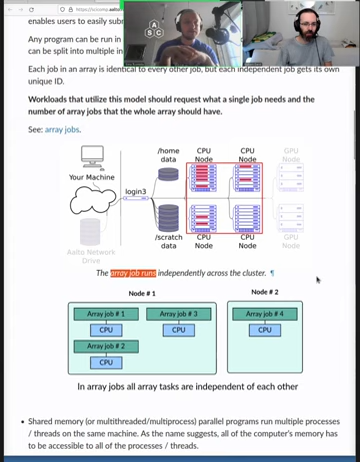 https://scicomp.aalto
enables users to easily subr
Any program can be run in
can be split into multiple in
A
S C
Each job in an array is identical to every other job, but each independent job gets its own
unique ID.
Workloads that utilize this model should request what a single job needs and the
number of array jobs that the whole array should have.
See: array jobs.
/home
data
CPU
Node
CPU
Node
GPU
Node
Your Machine
login3
/scratch
data
CPU
Node
CPU
Node
GPU
Node
Aalto Network
Drive
The array job runs independently across the cluster. ¶
Node # 1
Node # 2
Array job # 1
Array job # 3
Array job # 4
CPU
CPU
CPU
Array job # 2
CPU
In array jobs all array tasks are independent of each other
• Shared memory (or multithreaded/multiprocess) parallel programs run multiple processes
/ threads on the same machine. As the name suggests, all of the computer's memory has
to be accessible to all of the processes / threads.